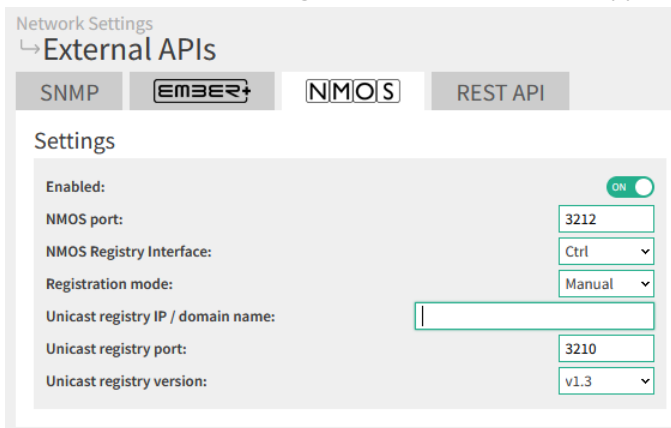 Network Settings
External APIs
SNMP EMBER+ NMOS REST API
Settings
Enabled: ON
NMOS port: 3212
NMOS Registry Interface: Ctrl
Registration mode: Manual
Unicast registry IP / domain name:
Unicast registry port: 3210
Unicast registry version: v1.3